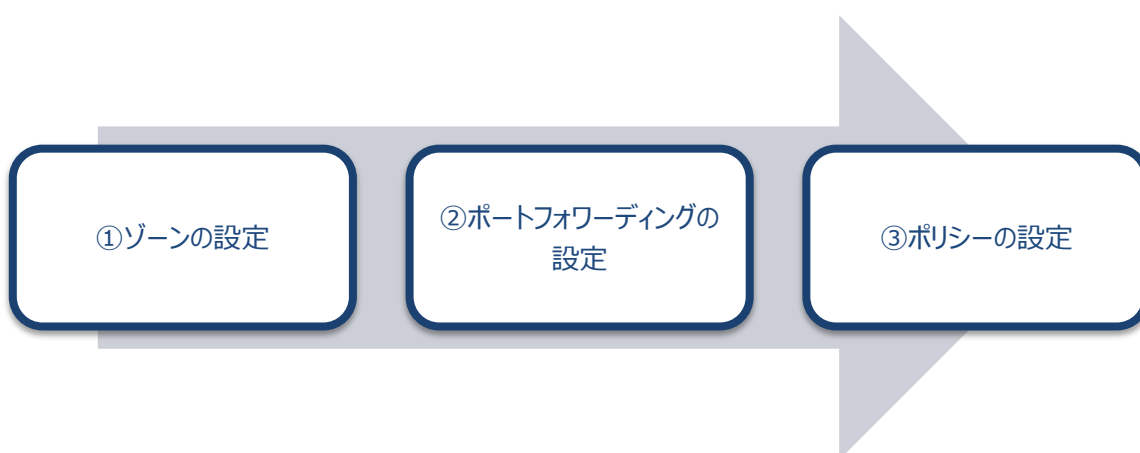 ①ゾーンの設定
②ポートフォワーディングの
設定
③ポリシーの設定